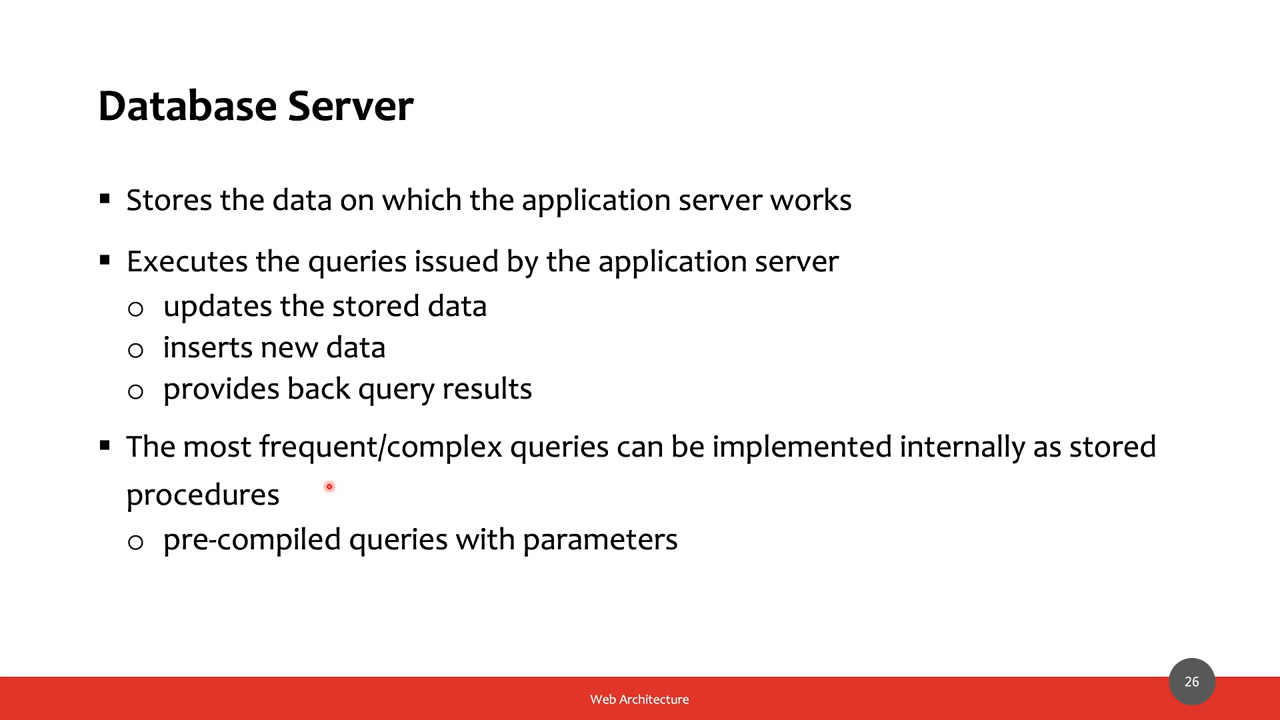 Database Server
▪ Stores the data on which the application server works
▪ Executes the queries issued by the application server
o updates the stored data
o inserts new data
o provides back query results
▪ The most frequent/complex queries can be implemented internally as stored
procedures
o pre-compiled queries with parameters
26
Web Architecture